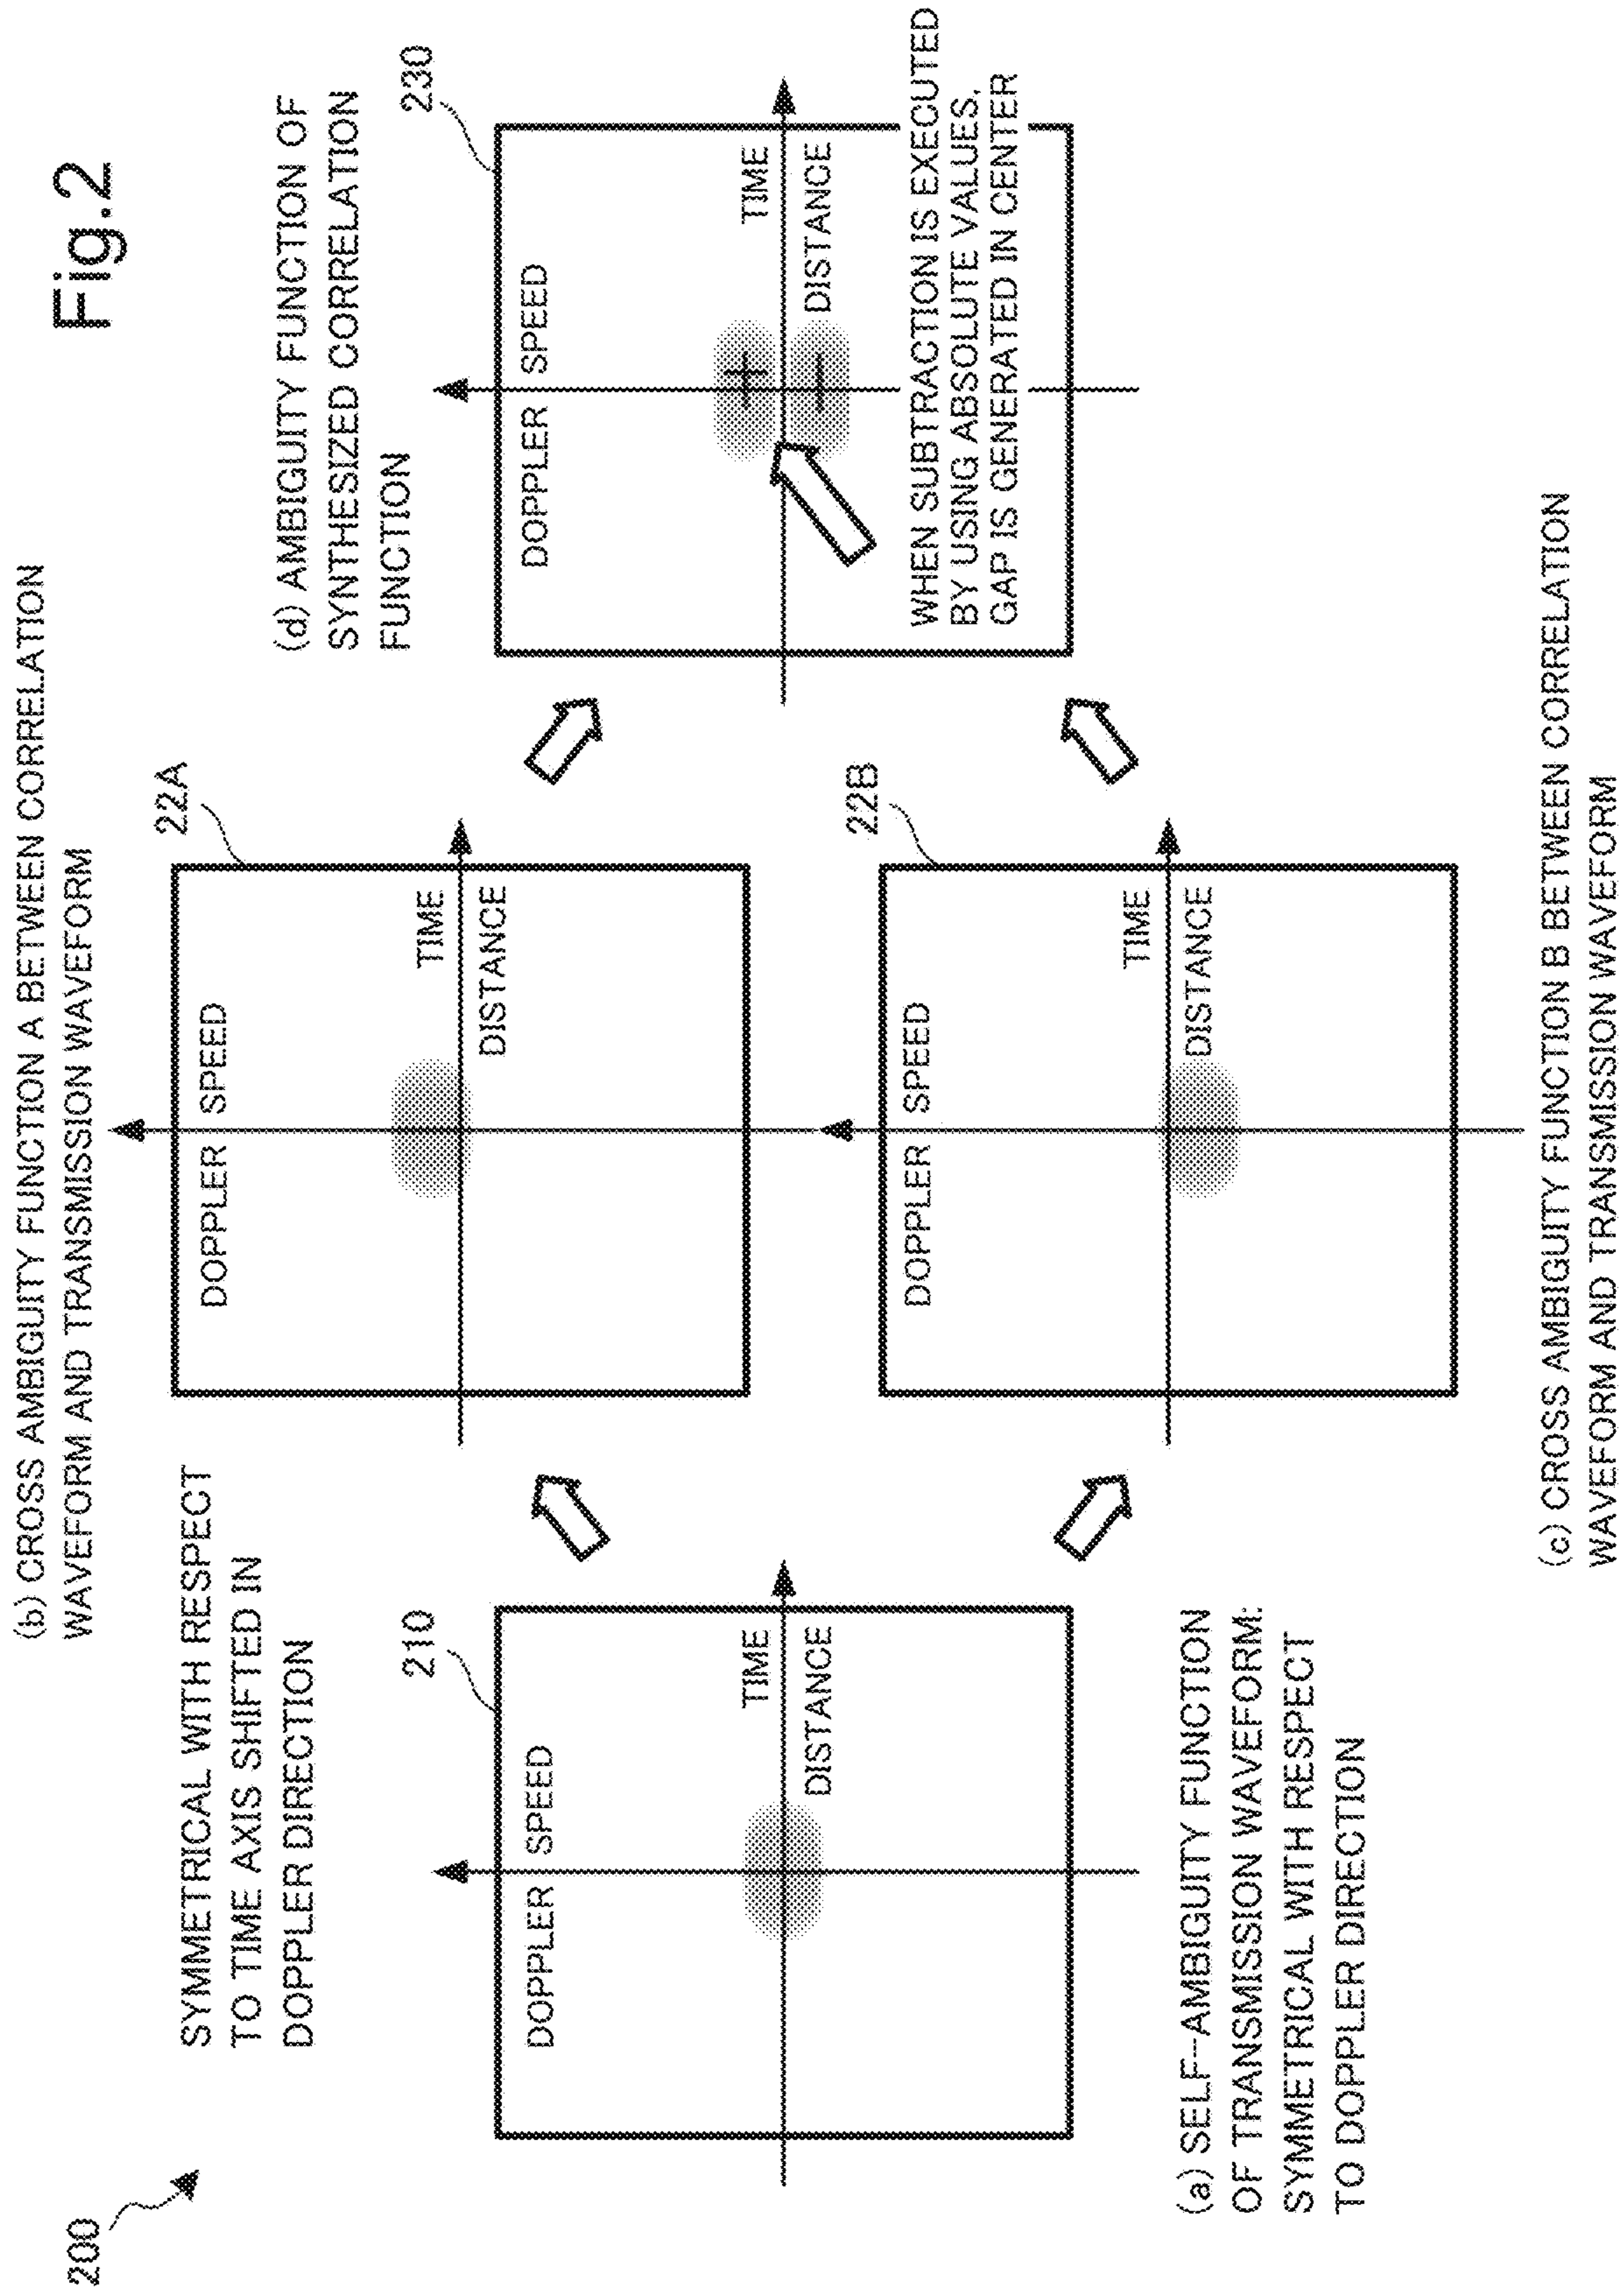 Fig.2
200
(b) CROSS AMBIGUITY FUNCTION A BETWEEN CORRELATION
WAVEFORM AND TRANSMISSION WAVEFORM
SYMMETRICAL WITH RESPECT
TO TIME AXIS SHIFTED IN
DOPPLER DIRECTION
22A
DOPPLER SPEED
TIME
DISTANCE
(d) AMBIGUITY FUNCTION OF
SYNTHESIZED CORRELATION
FUNCTION
230
DOPPLER SPEED
TIME
DISTANCE
+
−
WHEN SUBTRACTION IS EXECUTED
BY USING ABSOLUTE VALUES,
GAP IS GENERATED IN CENTER
210
DOPPLER SPEED
TIME
DISTANCE
22B
DOPPLER SPEED
TIME
DISTANCE
(a) SELF-AMBIGUITY FUNCTION
OF TRANSMISSION WAVEFORM:
SYMMETRICAL WITH RESPECT
TO DOPPLER DIRECTION
(c) CROSS AMBIGUITY FUNCTION B BETWEEN CORRELATION
WAVEFORM AND TRANSMISSION WAVEFORM